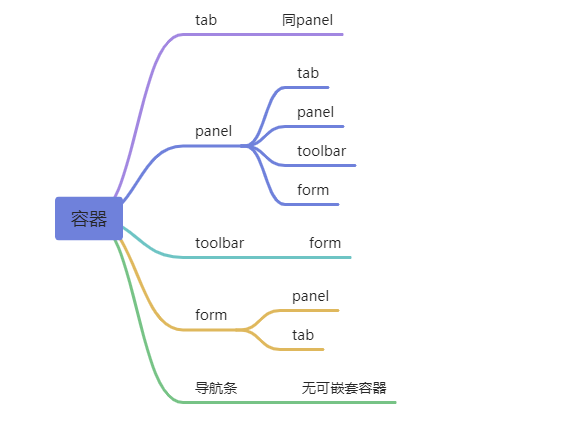 容器
tab
同panel
panel
tab
panel
toolbar
form
toolbar
form
form
panel
tab
导航条
无可嵌套容器